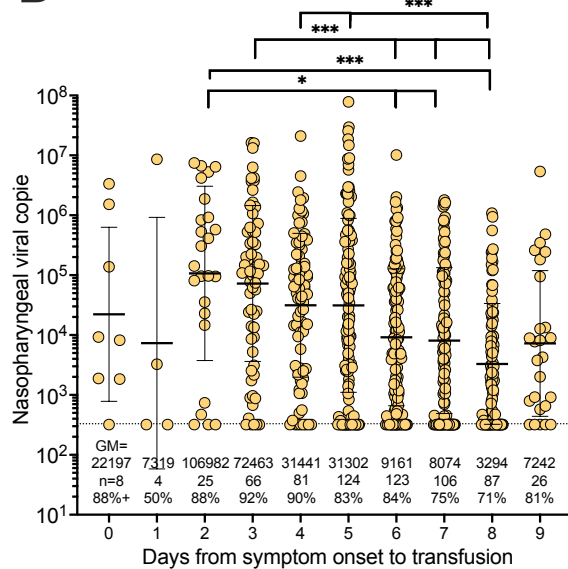 ***
***
***
*
10⁸
10⁷
10⁶
10⁵
10⁴
10³
10²
10¹
Nasopharyngeal viral copie
GM=
22197 7319 106982 72463 31441 31302 9161 8074 3294 7242
n=8 4 25 66 81 124 123 106 87 26
88%+ 50% 88% 92% 90% 83% 84% 75% 71% 81%
0 1 2 3 4 5 6 7 8 9
Days from symptom onset to transfusion